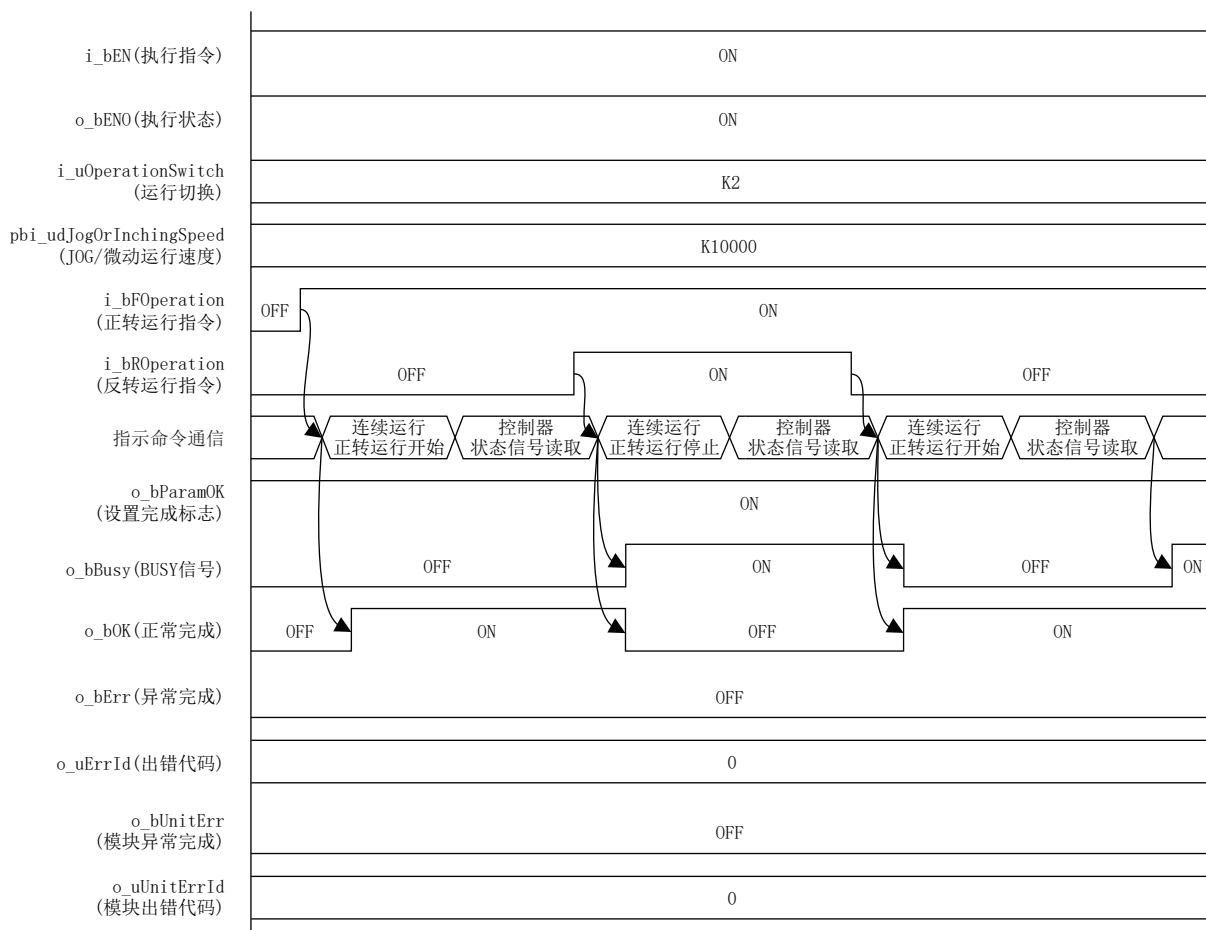 i_bEN(执行指令)
ON
o_bENO(执行状态)
ON
i_uOperationSwitch
(运行切换)
K2
pbi_udJogOrInchingSpeed
(JOG/微动运行速度)
K10000
i_bFOperation
(正转运行指令)
OFF
ON
i_bROperation
(反转运行指令)
OFF
ON
OFF
指示命令通信
连续运行
正转运行开始
控制器
状态信号读取
连续运行
正转运行停止
控制器
状态信号读取
连续运行
正转运行开始
控制器
状态信号读取
o_bParamOK
(设置完成标志)
ON
o_bBusy(BUSY信号)
OFF
ON
OFF
ON
o_bOK(正常完成)
OFF
ON
OFF
ON
o_bErr(异常完成)
OFF
o_uErrId(出错代码)
0
o_bUnitErr
(模块异常完成)
OFF
o_uUnitErrId
(模块出错代码)
0